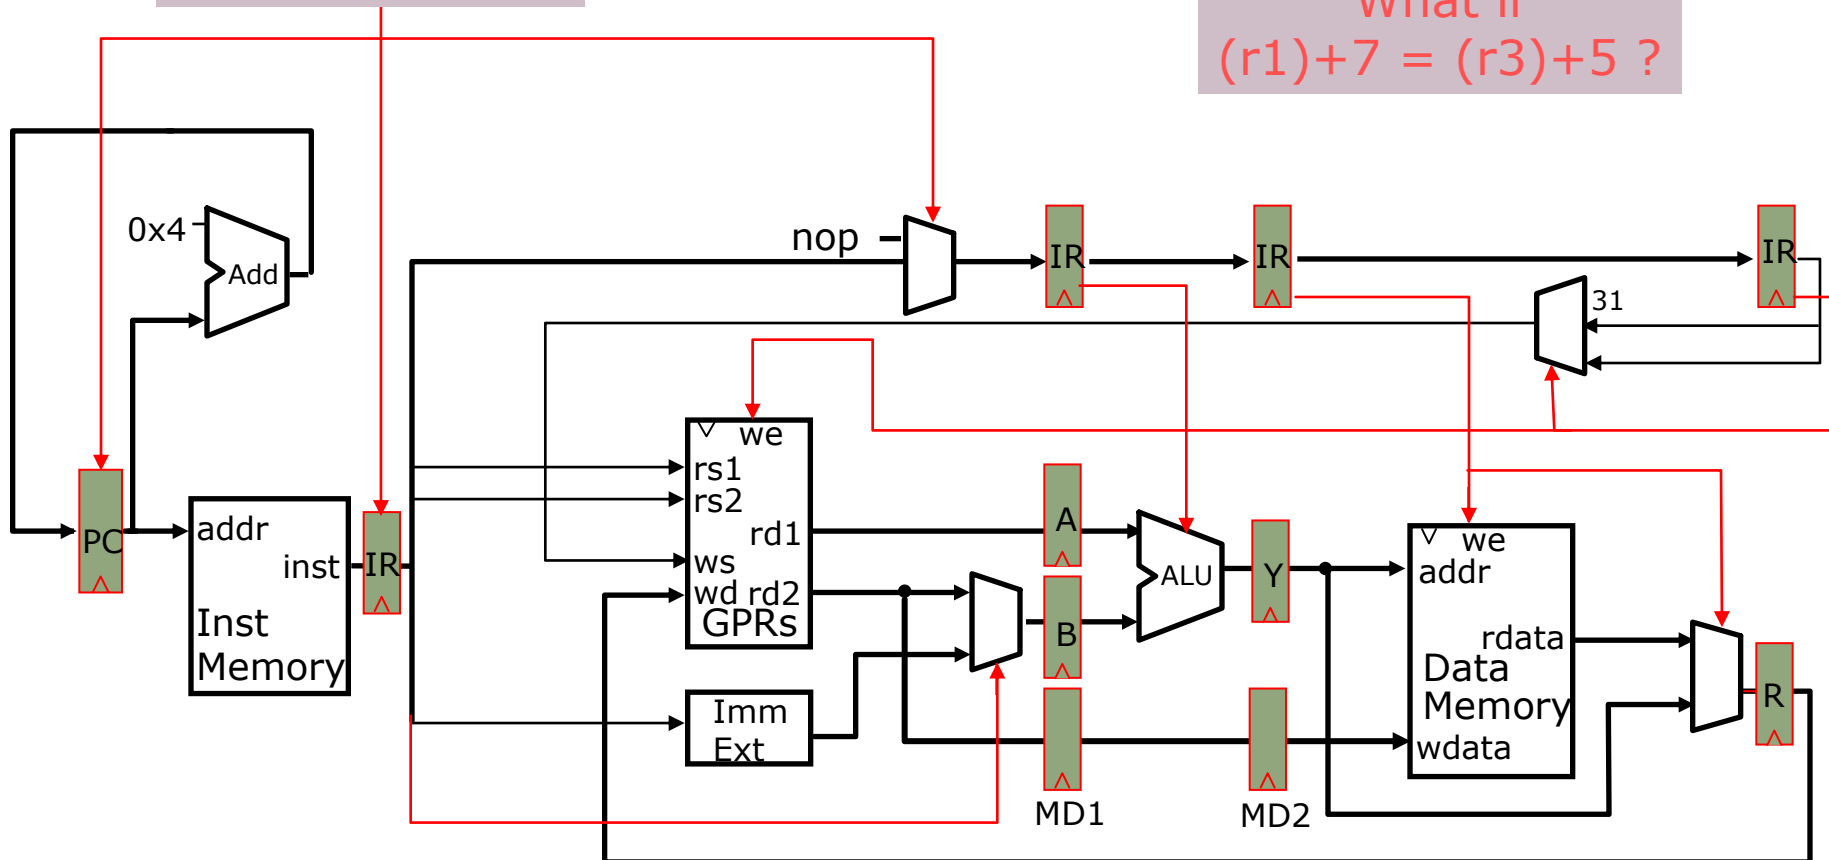 What if
(r1)+7 = (r3)+5 ?
0x4
Add
nop
IR
IR
IR
31
we
rs1
rs2
rd1
ws
wd rd2
GPRs
PC
addr
inst
Inst
Memory
IR
A
B
ALU
Y
we
addr
rdata
Data
Memory
wdata
R
Imm
Ext
MD1
MD2